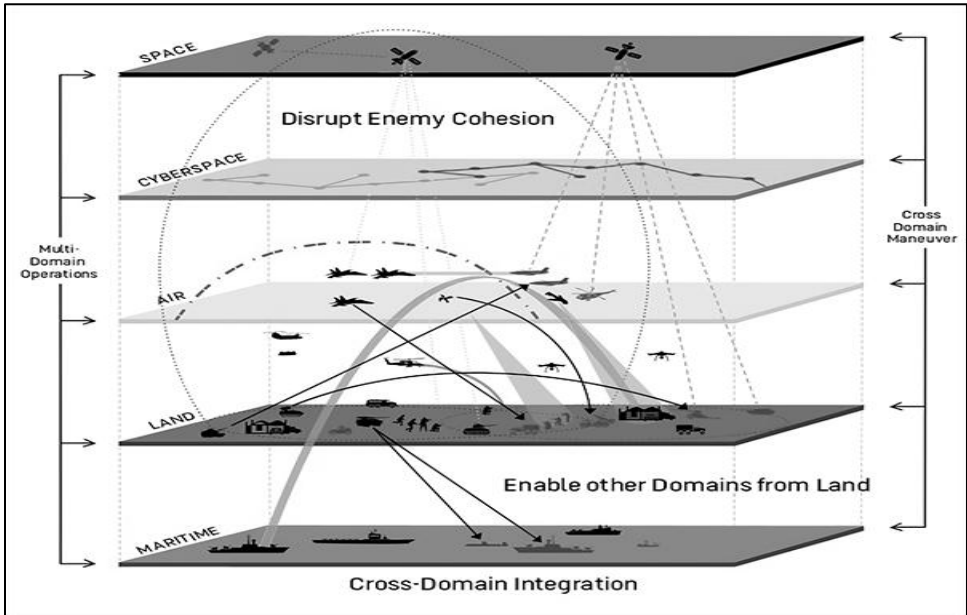 SPACE
Disrupt Enemy Cohesion
CYBERSPACE
Multi-
Domain
Operations
Cross
Domain
Maneuver
AIR
LAND
Enable other Domains from Land
MARITIME
Cross-Domain Integration